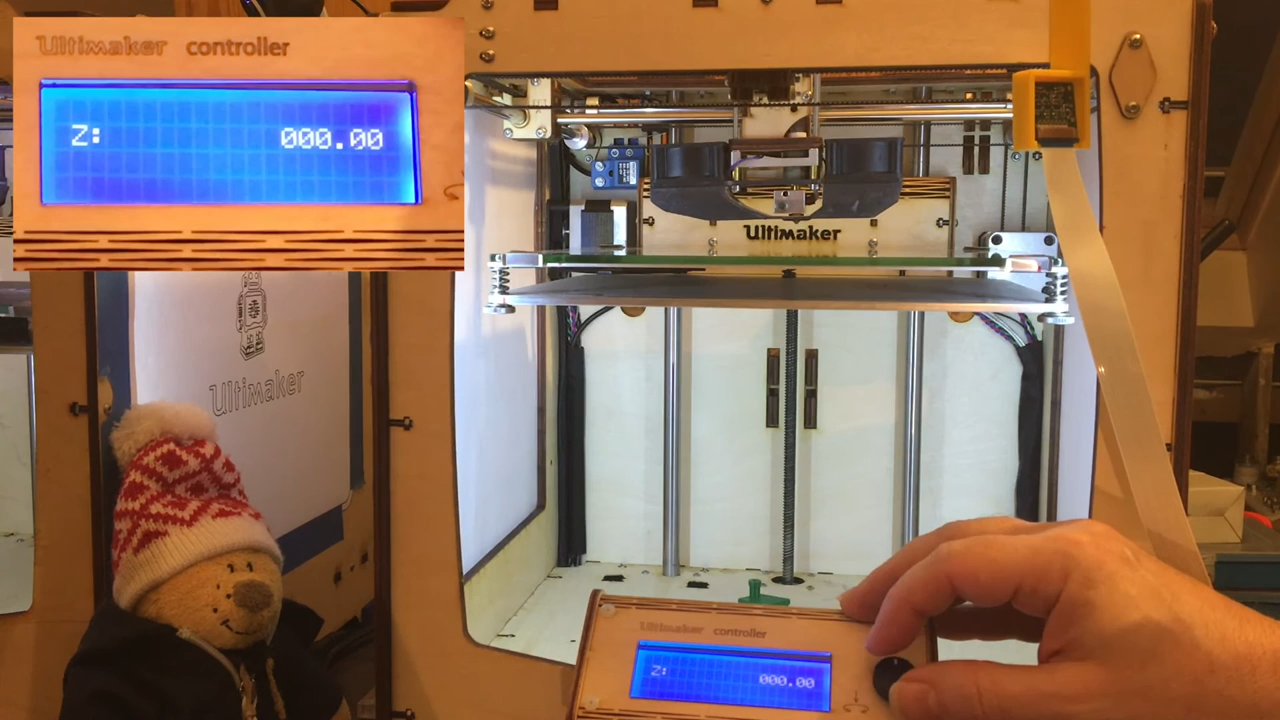 Ultimaker controller
Z: 000.00
Ultimaker
Ultimaker
Ultimaker controller
Z: 000.00